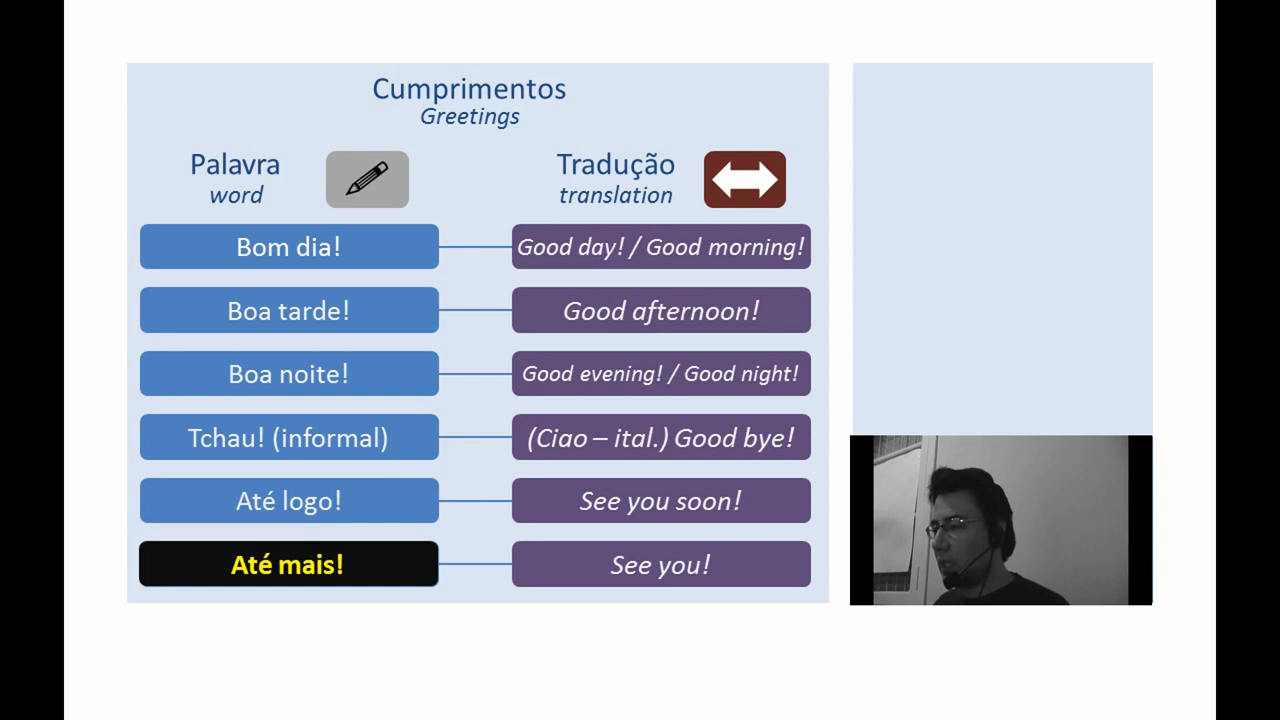 Cumprimentos
Greetings
Palavra
word
Tradução
translation
Bom dia!
Good day! / Good morning!
Boa tarde!
Good afternoon!
Boa noite!
Good evening! / Good night!
Tchau! (informal)
(Ciao – ital.) Good bye!
Até logo!
See you soon!
Até mais!
See you!